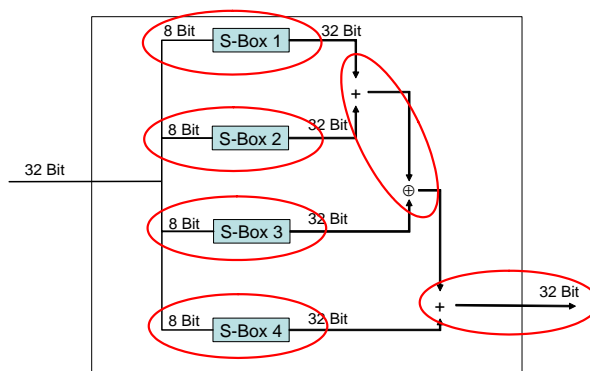 8 Bit S-Box 1 32 Bit
+
8 Bit S-Box 2 32 Bit
32 Bit
⊕
8 Bit S-Box 3 32 Bit
32 Bit
+
8 Bit S-Box 4 32 Bit